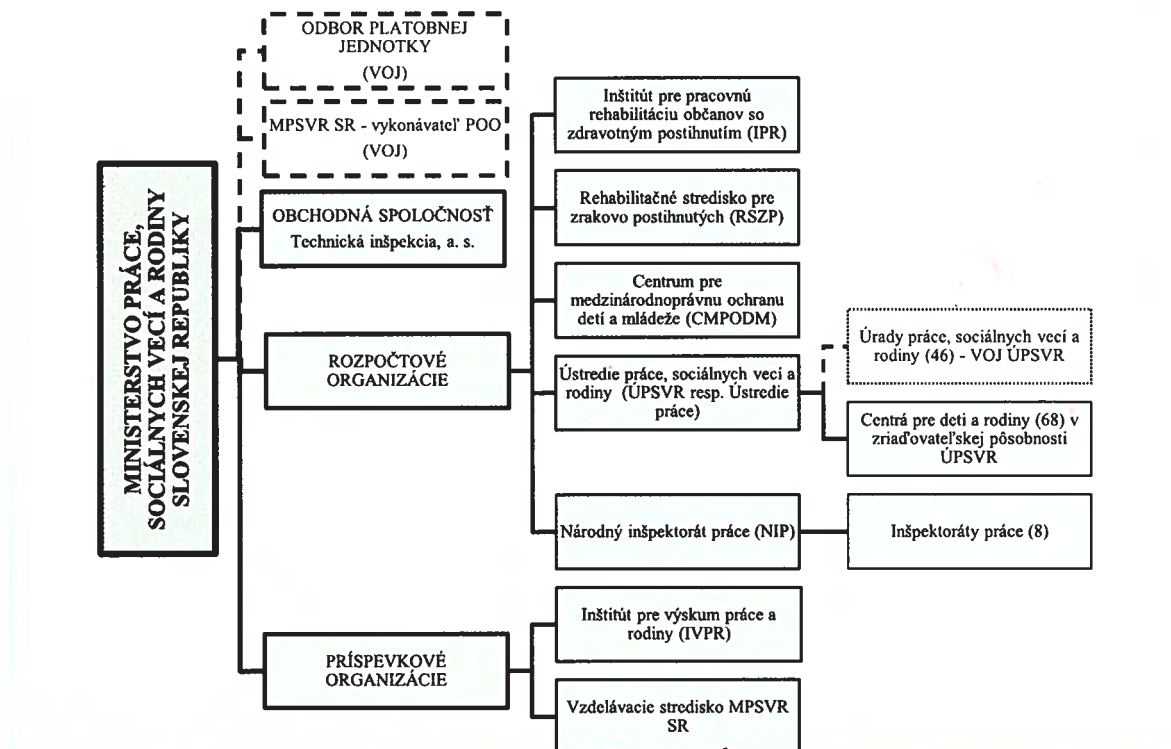 ODBOR PLATOBNEJ
JEDNOTKY
(VOJ)
MPSVR SR - vykonávateľ POO
(VOJ)
MINISTERSTVO PRÁCE,
SOCIÁLNYCH VECÍ A RODINY
SLOVENSKEJ REPUBLIKY
OBCHODNÁ SPOLOČNOSŤ
Technická inšpekcia, a. s.
ROZPOČTOVÉ
ORGANIZÁCIE
Inštitút pre pracovnú
rehabilitáciu občanov so
zdravotným postihnutím (IPR)
Rehabilitačné stredisko pre
zrakovo postihnutých (RSZP)
Centrum pre
medzinárodnoprávnu ochranu
detí a mládeže (CMPODM)
Ústredie práce, sociálnych vecí a
rodiny (ÚPSVR resp. Ústredie
práce)
Úrady práce, sociálnych vecí a
rodiny (46) - VOJ ÚPSVR
Centrá pre deti a rodiny (68) v
zriaďovateľskej pôsobnosti
ÚPSVR
Národný inšpektorát práce (NIP)
Inšpektoráty práce (8)
PRÍSPEVKOVÉ
ORGANIZÁCIE
Inštitút pre výskum práce a
rodiny (IVPR)
Vzdelávacie stredisko MPSVR
SR